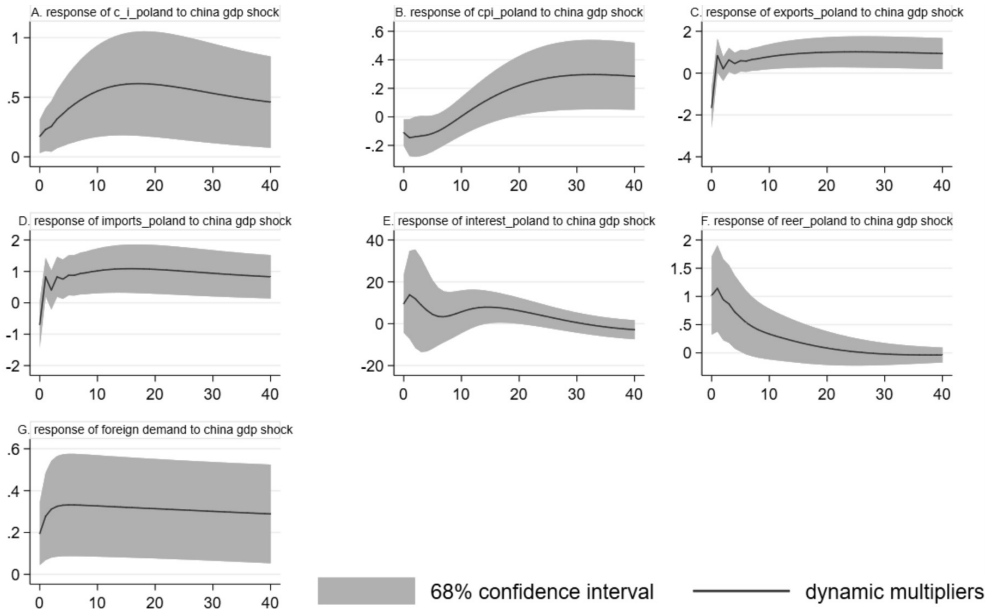 A. response of c_i_poland to china gdp shock
1
.5
0
0 10 20 30 40
B. response of cpi_poland to china gdp shock
.6
.4
.2
0
-.2
0 10 20 30 40
C. response of exports_poland to china gdp shock
2
0
-2
-4
0 10 20 30 40
D. response of imports_poland to china gdp shock
2
1
0
-1
-2
0 10 20 30 40
E. response of interest_poland to china gdp shock
40
20
0
-20
0 10 20 30 40
F. response of reer_poland to china gdp shock
2
1.5
1
.5
0
0 10 20 30 40
G. response of foreign demand to china gdp shock
.6
.4
.2
0
0 10 20 30 40
68% confidence interval
dynamic multipliers